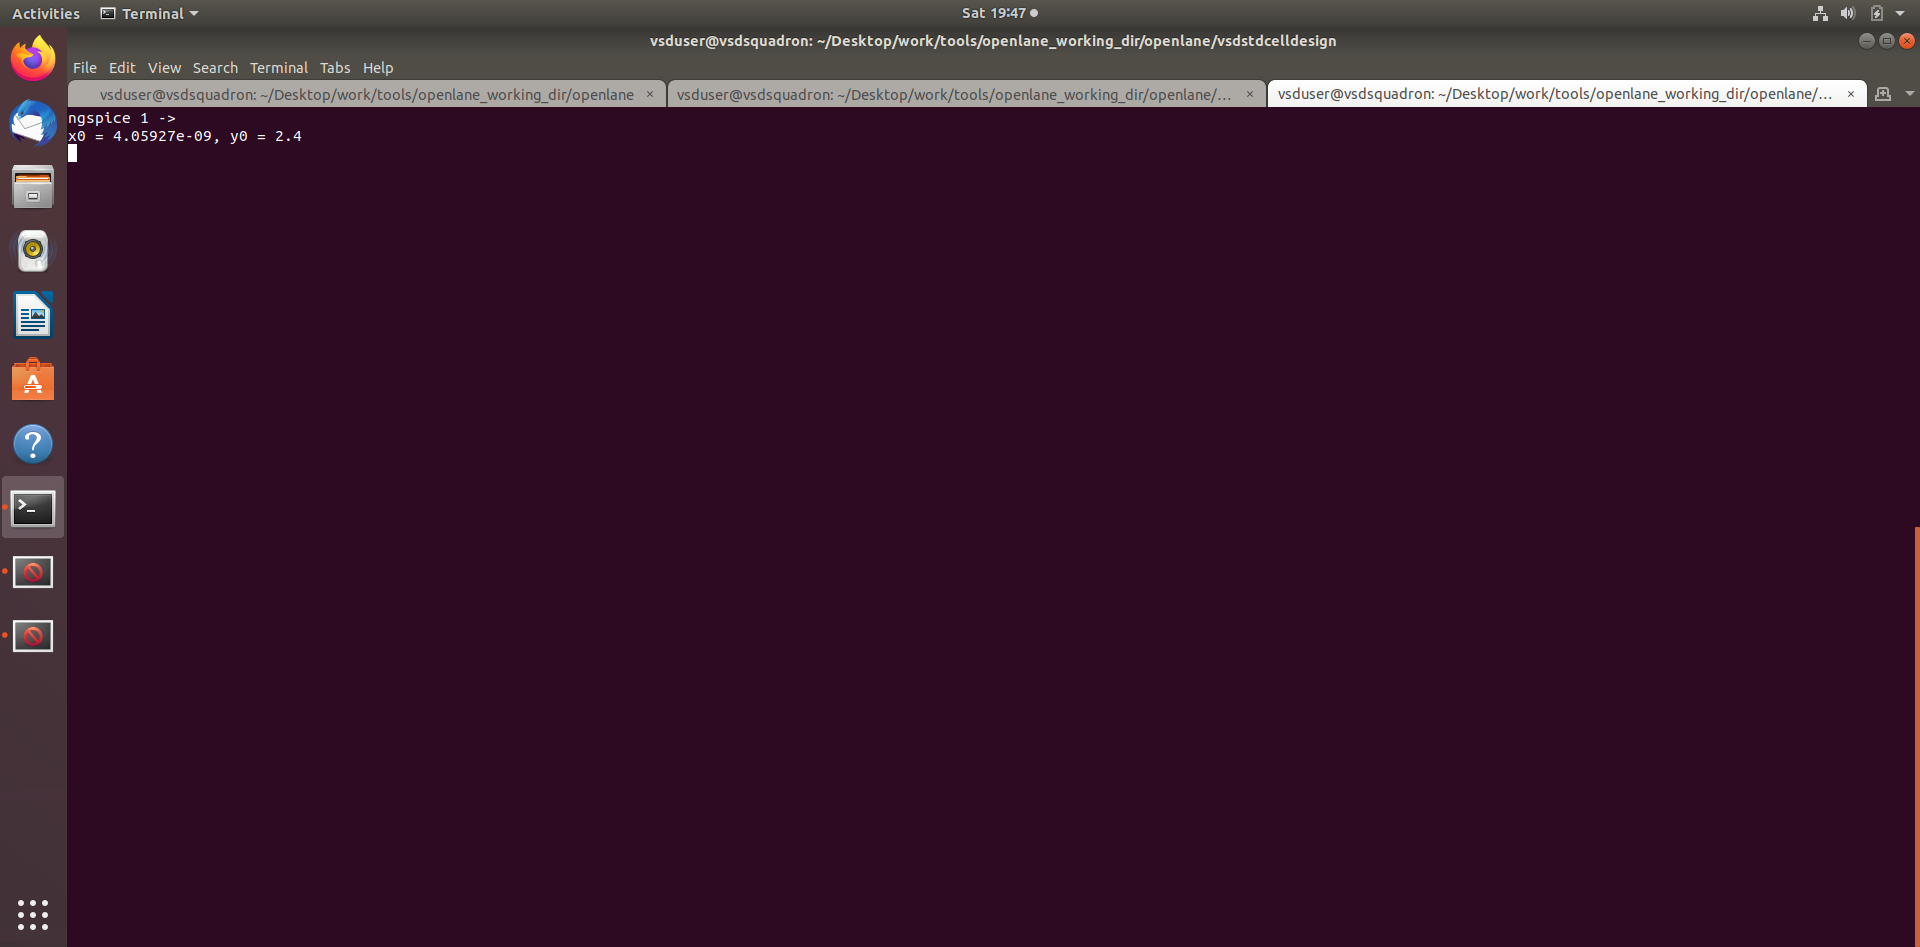 Activities Terminal Sat 19:47
vsduser@vsdsquadron: ~/Desktop/work/tools/openlane_working_dir/openlane/vsdstdcelldesign
File Edit View Search Terminal Tabs Help
vsduser@vsdsquadron: ~/Desktop/work/tools/openlane_working_dir/openlane × vsduser@vsdsquadron: ~/Desktop/work/tools/openlane_working_dir/openlane/... × vsduser@vsdsquadron: ~/Desktop/work/tools/openlane_working_dir/openlane/... ×
ngspice 1 ->
x0 = 4.05927e-09, y0 = 2.4